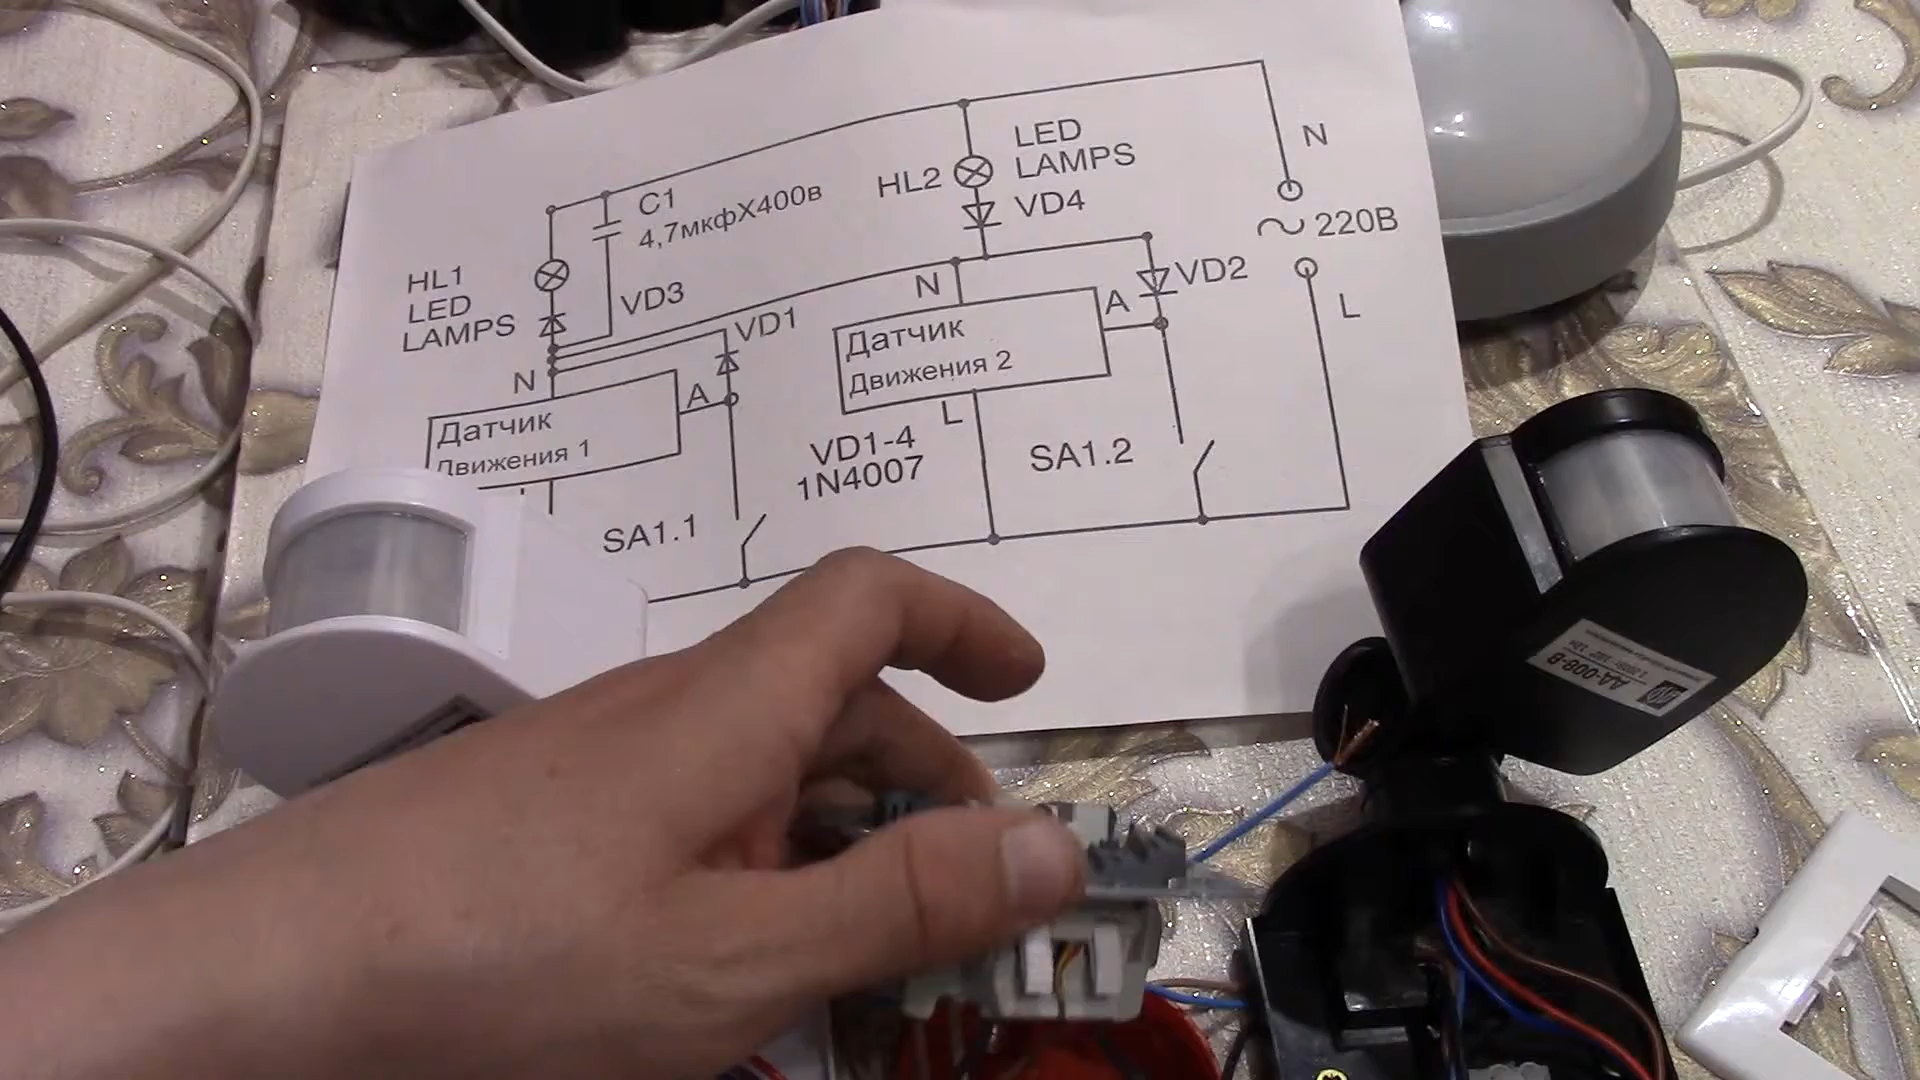 N
LED
LAMPS
HL2
C1
4,7мкфХ400в
VD4
220В
HL1
LED
LAMPS
VD3
VD1
N
A
VD2
L
Датчик
Движения 2
N
A
Датчик
Движения 1
L
VD1-4
1N4007
SA1.2
SA1.1
ДД-008-В